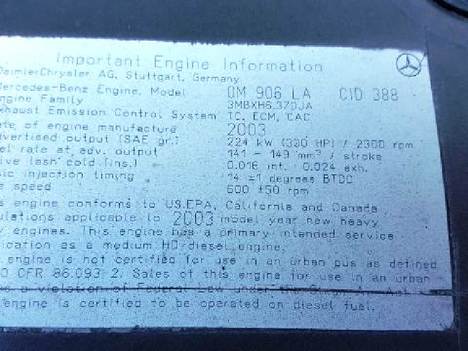 Important Engine Information
DaimlerChrysler AG, Stuttgart, Germany
Mercedes-Benz Engine, Model OM 906 LA CID 388
Engine Family 3MBXH6.37DJA
Exhaust Emission Control System TC, ECM, CAC
of engine manufacture 2003
output (SAE gr.) 224 kW (300 HP) / 2300 rpm
rate at adv. output 141 - 149 mm³ / stroke
lash cold (ins.) 0.016 int. 0.024 exh.
injection timing 14 ±1 degrees BTDC
speed 600 ±50 rpm
engine conforms to US.EPA, California and Canada
applicable to 2003 model year new heavy
engines. This engine has a primary intended service
as a medium HD-diesel engine.
engine is not certified for use in an urban bus as defined
CFR 86.093-2. Sales of this engine for use in an urban
a violation of Federal Law under the
engine is certified to be operated on diesel fuel.